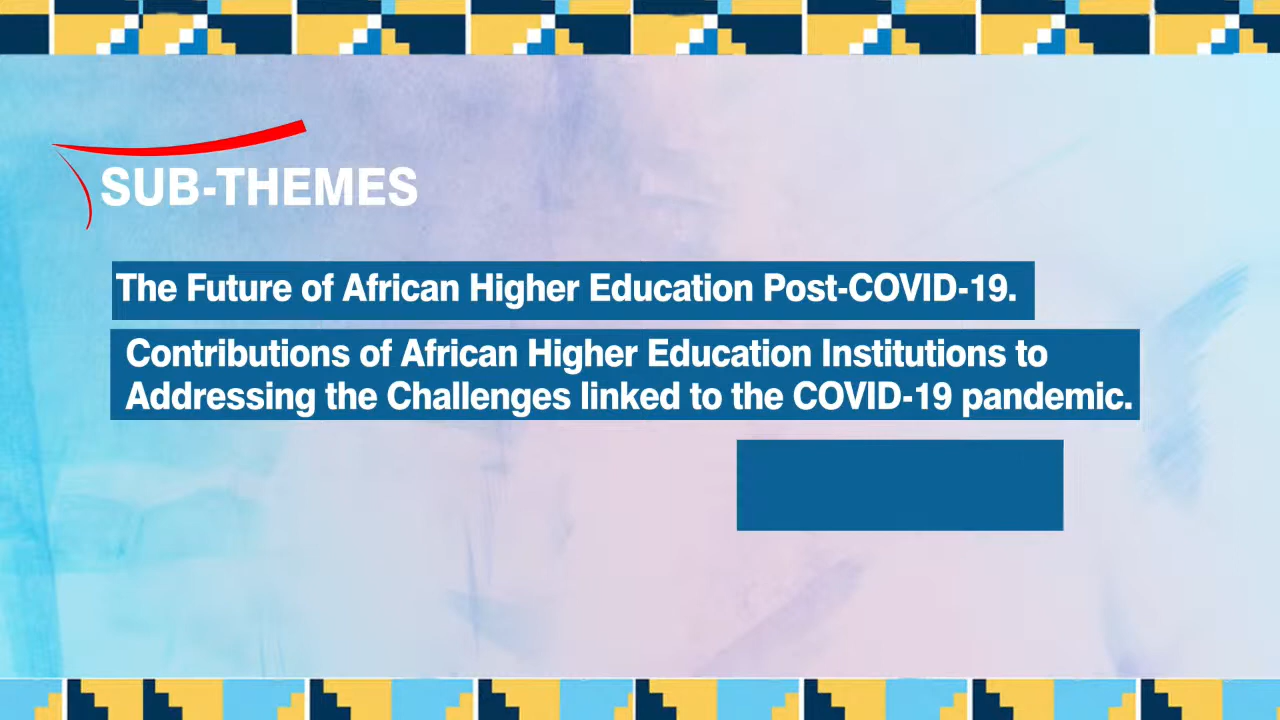 SUB-THEMES
The Future of African Higher Education Post-COVID-19.
Contributions of African Higher Education Institutions to
Addressing the Challenges linked to the COVID-19 pandemic.